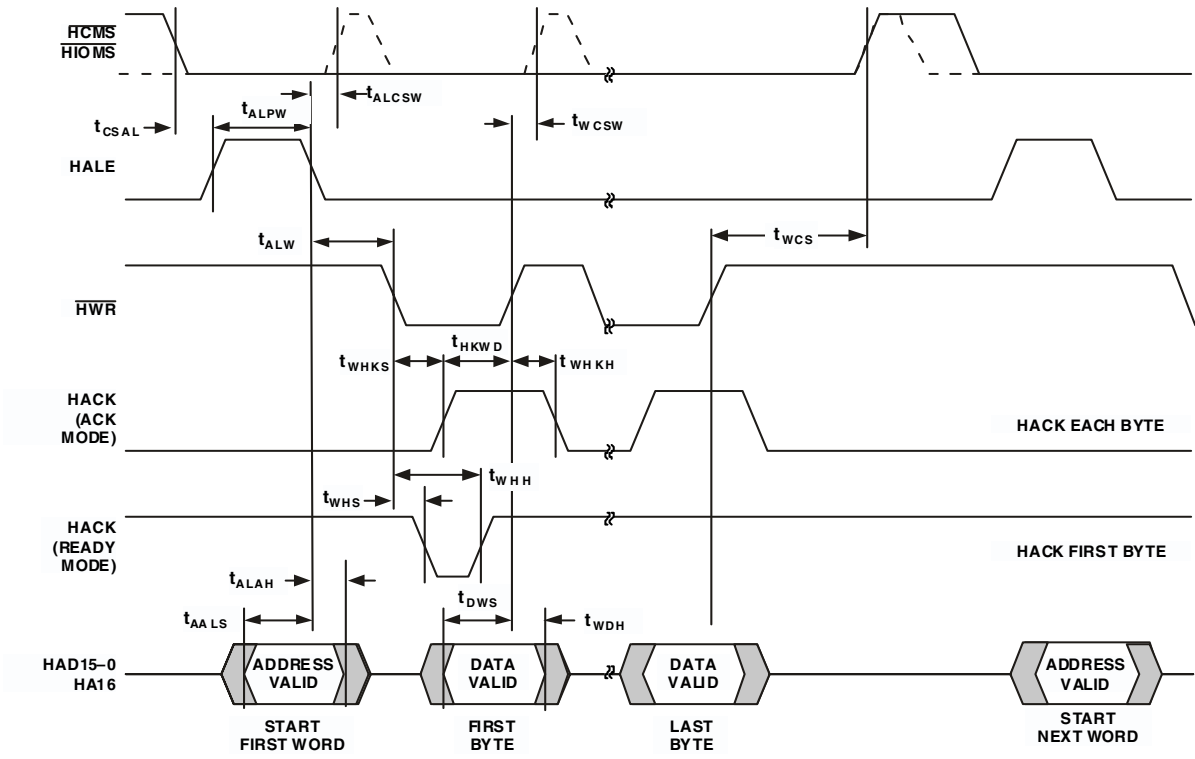 HCMS
HIOMS
tALCSW
tALPW
tCSAL
tWCSW
HALE
tALW
tWCS
HWR
tHKWD
tWHKS
tWHKH
HACK
(ACK
MODE)
HACK EACH BYTE
tWHH
tWHS
HACK
(READY
MODE)
HACK FIRST BYTE
tALAH
tDWS
tAALS
tWDH
HAD15–0
HA16
ADDRESS
VALID
DATA
VALID
DATA
VALID
ADDRESS
VALID
START
FIRST WORD
FIRST
BYTE
LAST
BYTE
START
NEXT WORD